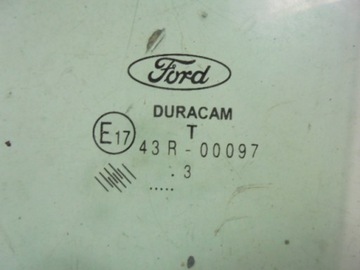 Ford
DURACAM
T
E17 43R-00097
. 3
.....